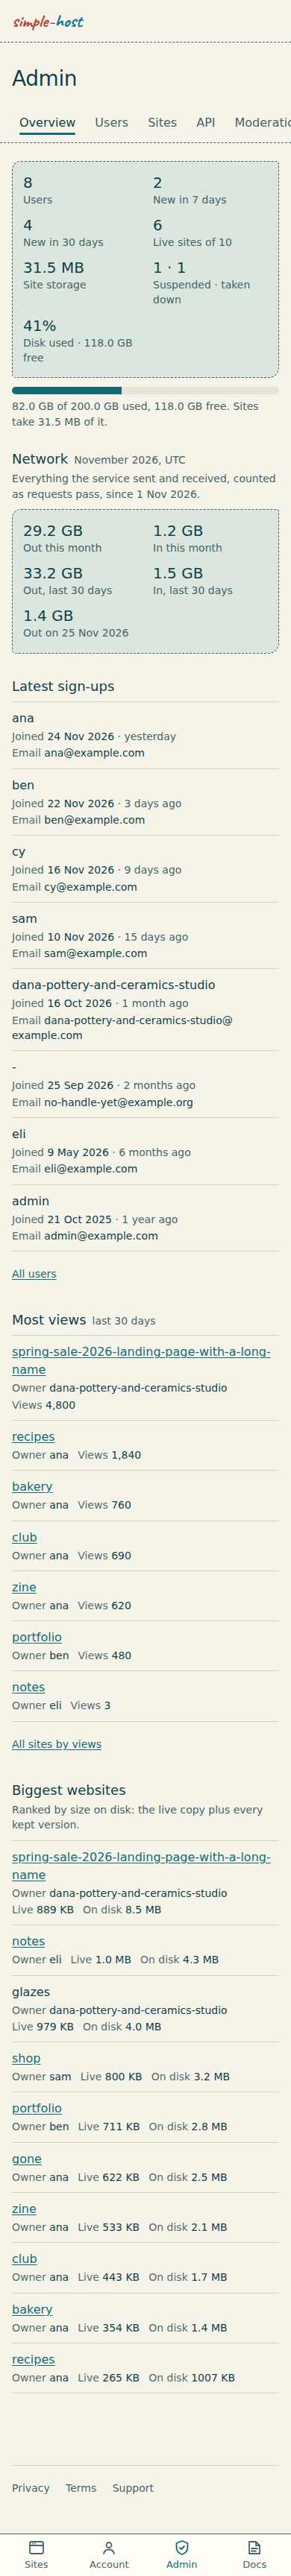 simple-host
Admin
Overview Users Sites API Moderatio
8
Users
2
New in 7 days
4
New in 30 days
6
Live sites of 10
31.5 MB
Site storage
1 · 1
Suspended · taken
down
41%
Disk used · 118.0 GB
free
82.0 GB of 200.0 GB used, 118.0 GB free. Sites
take 31.5 MB of it.
Network November 2026, UTC
Everything the service sent and received, counted
as requests pass, since 1 Nov 2026.
29.2 GB
Out this month
1.2 GB
In this month
33.2 GB
Out, last 30 days
1.5 GB
In, last 30 days
1.4 GB
Out on 25 Nov 2026
Latest sign-ups
ana
Joined 24 Nov 2026 · yesterday
Email ana@example.com
ben
Joined 22 Nov 2026 · 3 days ago
Email ben@example.com
cy
Joined 16 Nov 2026 · 9 days ago
Email cy@example.com
sam
Joined 10 Nov 2026 · 15 days ago
Email sam@example.com
dana-pottery-and-ceramics-studio
Joined 16 Oct 2026 · 1 month ago
Email dana-pottery-and-ceramics-studio@
example.com
-
Joined 25 Sep 2026 · 2 months ago
Email no-handle-yet@example.org
eli
Joined 9 May 2026 · 6 months ago
Email eli@example.com
admin
Joined 21 Oct 2025 · 1 year ago
Email admin@example.com
All users
Most views last 30 days
spring-sale-2026-landing-page-with-a-long-
name
Owner dana-pottery-and-ceramics-studio
Views 4,800
recipes
Owner ana Views 1,840
bakery
Owner ana Views 760
club
Owner ana Views 690
zine
Owner ana Views 620
portfolio
Owner ben Views 480
notes
Owner eli Views 3
All sites by views
Biggest websites
Ranked by size on disk: the live copy plus every
kept version.
spring-sale-2026-landing-page-with-a-long-
name
Owner dana-pottery-and-ceramics-studio
Live 889 KB On disk 8.5 MB
notes
Owner eli Live 1.0 MB On disk 4.3 MB
glazes
Owner dana-pottery-and-ceramics-studio
Live 979 KB On disk 4.0 MB
shop
Owner sam Live 800 KB On disk 3.2 MB
portfolio
Owner ben Live 711 KB On disk 2.8 MB
gone
Owner ana Live 622 KB On disk 2.5 MB
zine
Owner ana Live 533 KB On disk 2.1 MB
club
Owner ana Live 443 KB On disk 1.7 MB
bakery
Owner ana Live 354 KB On disk 1.4 MB
recipes
Owner ana Live 265 KB On disk 1007 KB
Privacy Terms Support
Sites Account Admin Docs